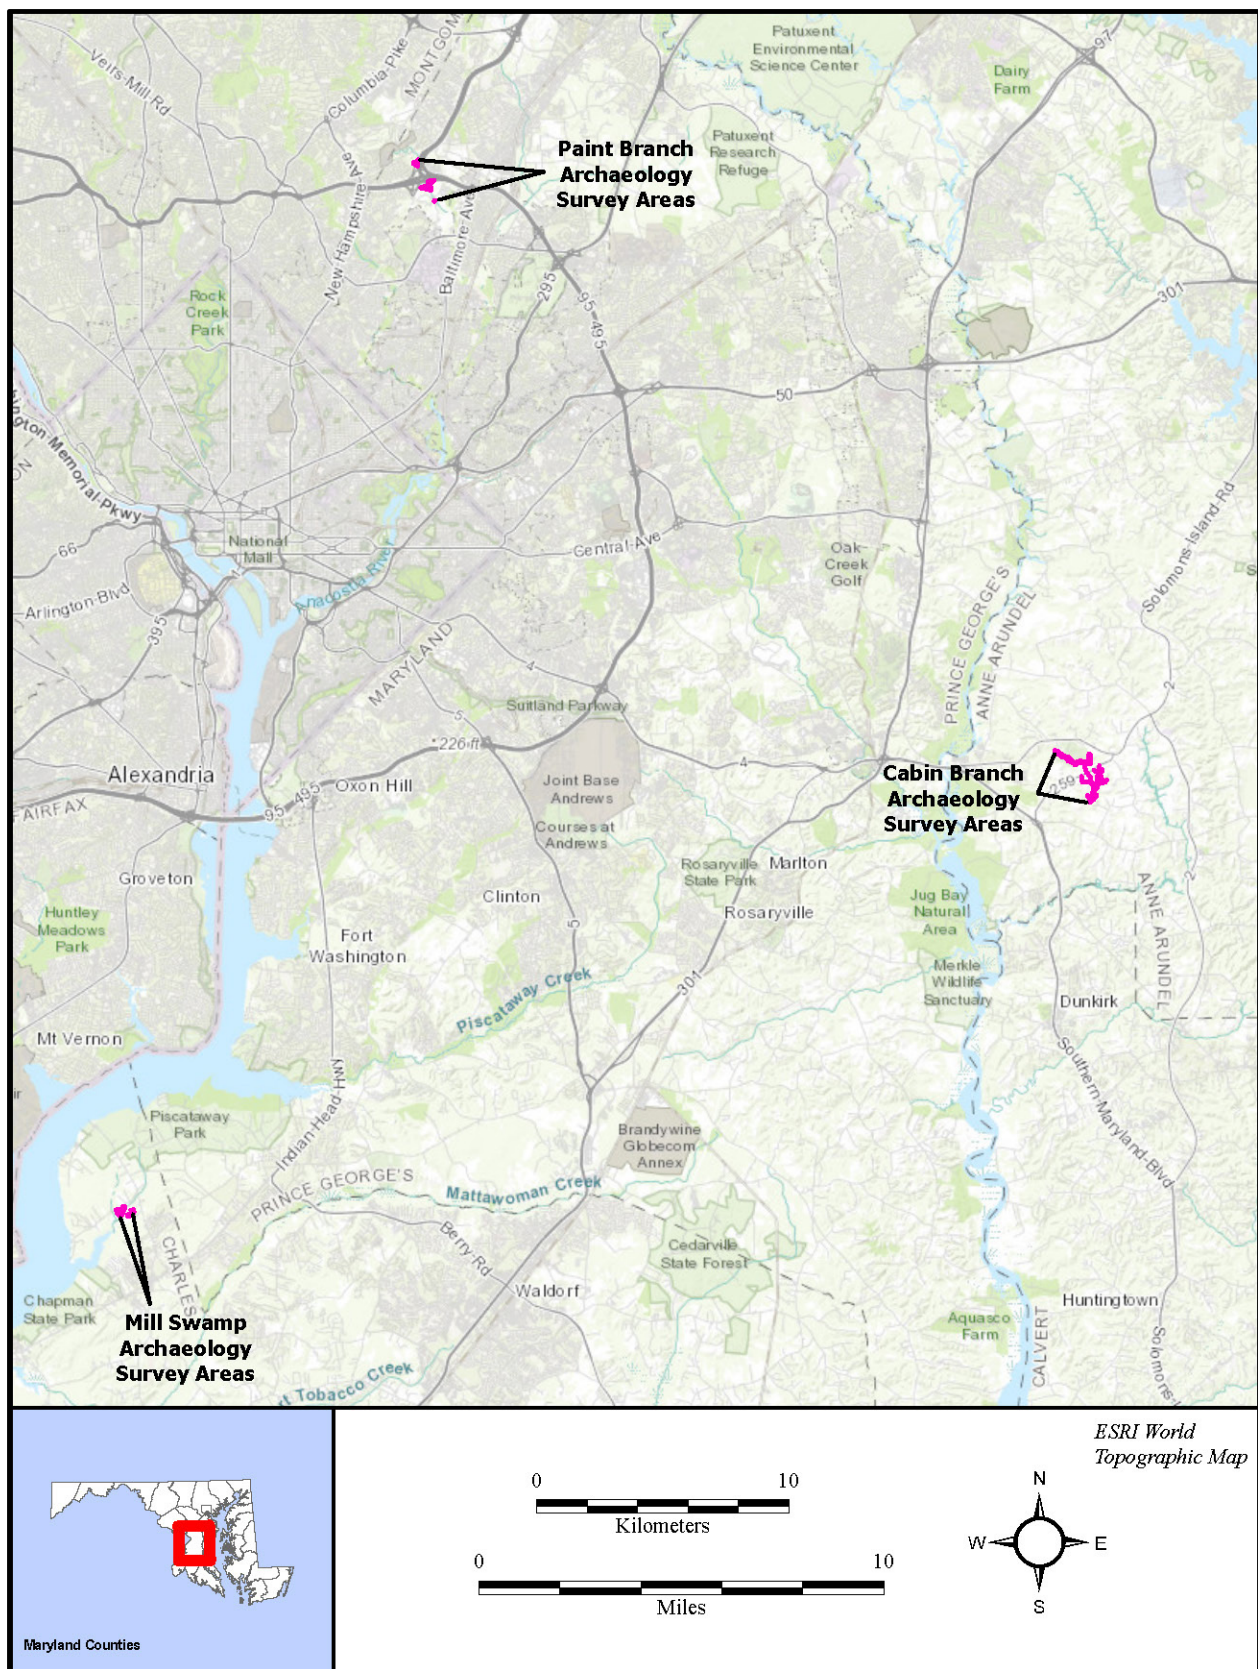 Patuxent
Environmental
Science Center
97
Dairy
Farm
MONTGOM
Columbia-Pike
Veirs-Mill-Rd
Patuxent
Research
Refuge
Paint Branch
Archaeology
Survey Areas
New-Hampshire-Ave
Baltimore Ave
295
95-495
301
Rock
Creek
Park
50
ington Memorial-Pkwy
66
National
Mall
Anacostia River
Central-Ave
Oak
Creek
Golf
Solomons-Island-Rd
Arlington-Blvd
395
PRINCE GEORGE'S
ANNE ARUNDEL
MARYLAND
4
2
5
Suitland Parkway
226 ft
4
Alexandria
Oxon Hill
Joint Base
Andrews
Cabin Branch
Archaeology
Survey Areas
259
FAIRFAX
95-495
Courses at
Andrews
Groveton
Clinton
Rosaryville
State Park
Marlton
Rosaryville
Jug Bay
Natural
Area
ANNE ARUNDEL
2
Huntley
Meadows
Park
Fort
Washington
5
301
Piscataway Creek
Merkle
Wildlife
Sanctuary
Dunkirk
Mt Vernon
Southern-Maryland-Blvd
Piscataway
Park
Indian-Head-Hwy
Brandywine
Globecom
Annex
PRINCE GEORGE'S
Mattawoman Creek
CHARLES
Berry-Rd
Cedarville
State Forest
Chapman
State Park
Waldorf
Mill Swamp
Archaeology
Survey Areas
Aquasco
Farm
CALVERT
Huntingtown
Solomons-
rt Tobacco Creek
Maryland Counties
0 10
Kilometers
0 10
Miles
ESRI World
Topographic Map
N
W E
S